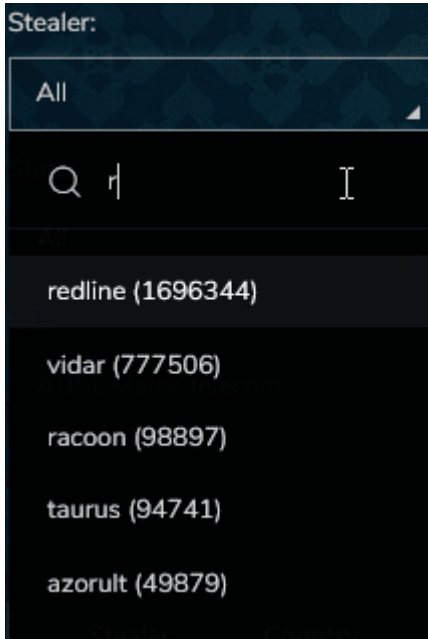 Stealer:
All
r
redline (1696344)
vidar (777506)
racoon (98897)
taurus (94741)
azorult (49879)